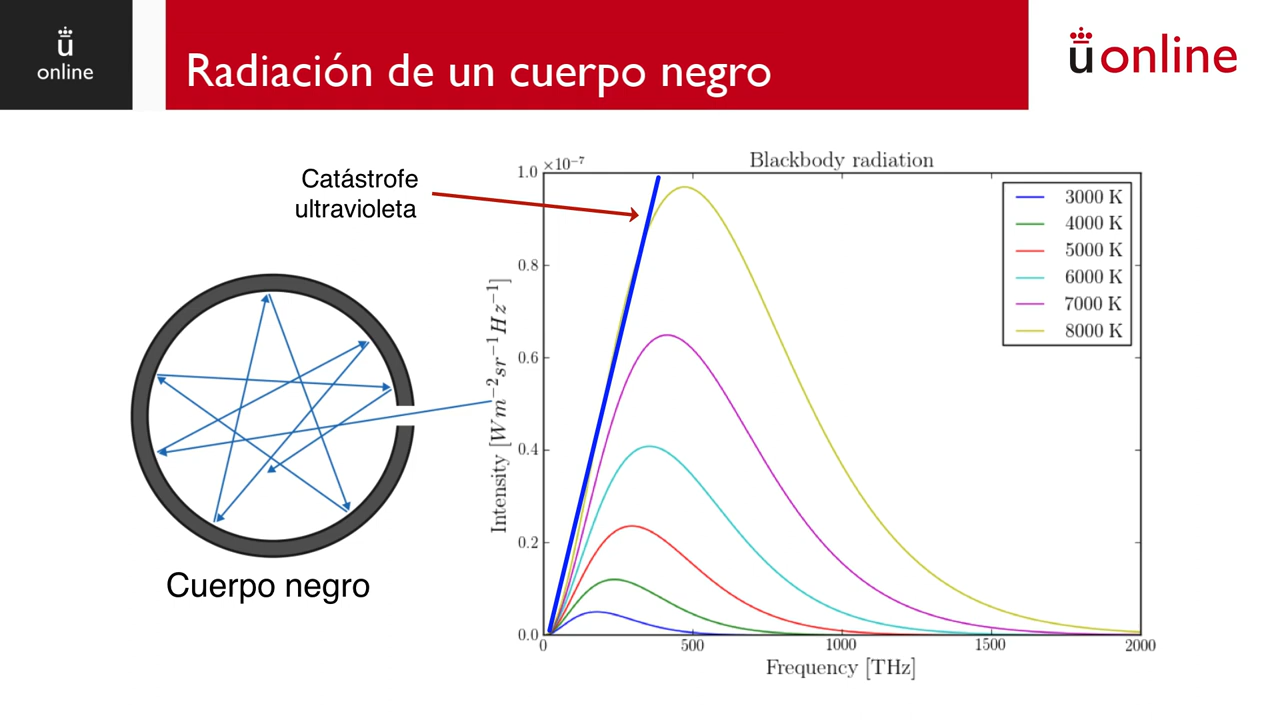 ü
online
Radiación de un cuerpo negro
üonline
Catástrofe
ultravioleta
Cuerpo negro
Blackbody radiation
1.0 ×10⁻⁷
0.8
0.6
0.4
0.2
0.0
Intensity [Wm⁻²sr⁻¹Hz⁻¹]
3000 K
4000 K
5000 K
6000 K
7000 K
8000 K
0 500 1000 1500 2000
Frequency [THz]